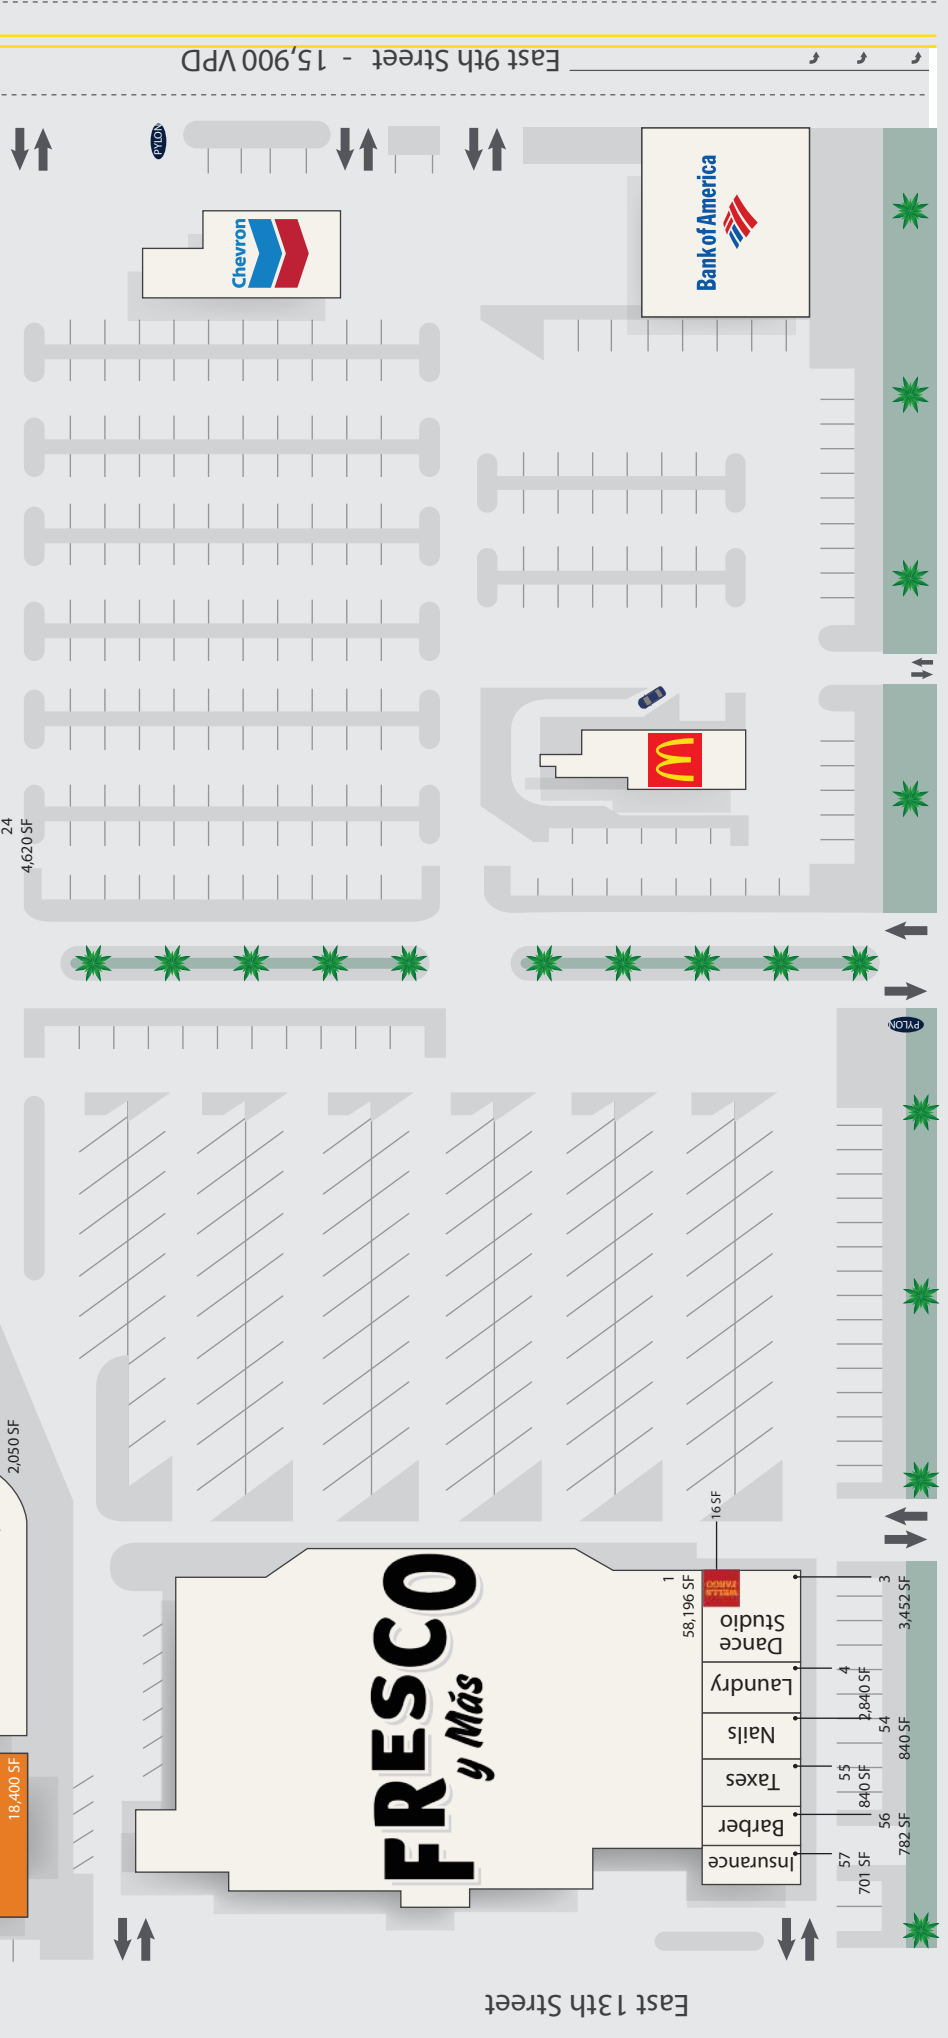 East 9th Street - 15,900 VPD
PYLON
Chevron
Bank of America
24
4,620 SF
PYLON
2,050 SF
16 SF
1
58,196 SF
WELLS
FARGO
Dance
Studio
3
3,452 SF
FRESCO
y Más
Laundry
4
2,840 SF
Nails
54
840 SF
18,400 SF
Taxes
55
840 SF
Barber
56
782 SF
Insurance
57
701 SF
East 13th Street